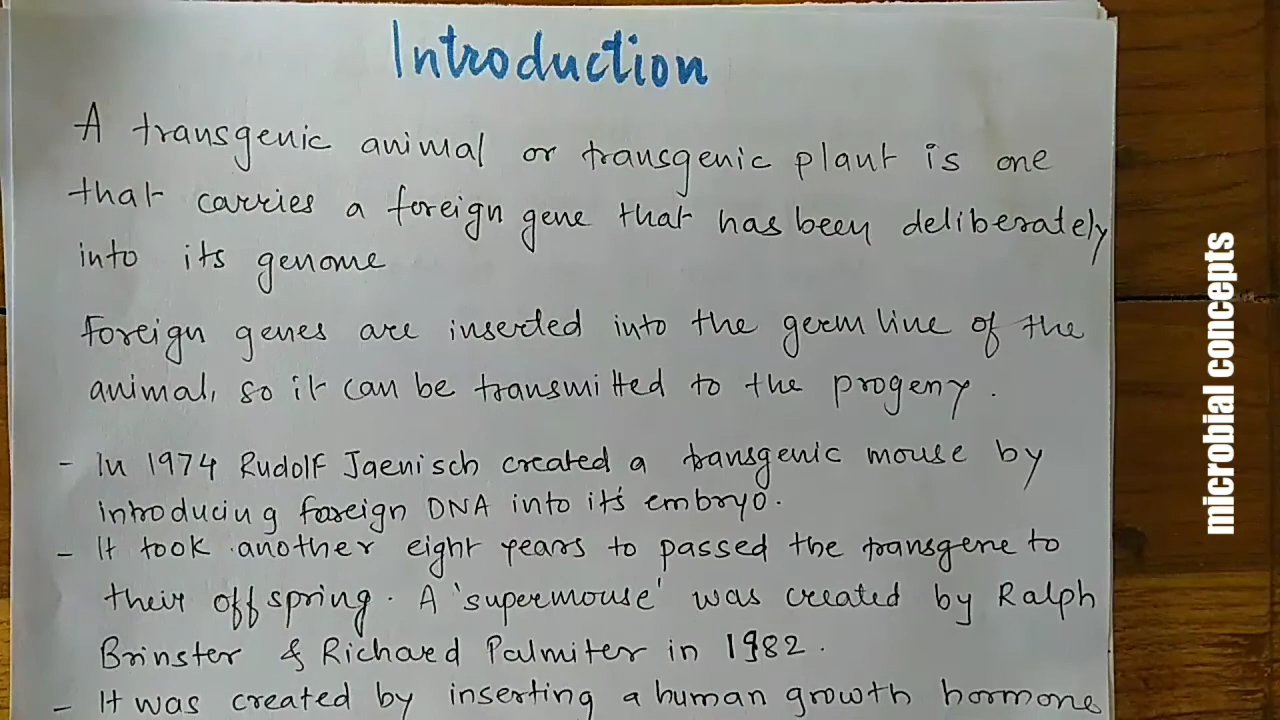 Introduction
A transgenic animal or transgenic plant is one
that carries a foreign gene that has been deliberately
into its genome
Foreign genes are inserted into the germ line of the
animal, so it can be transmitted to the progeny.
- In 1974 Rudolf Jaenisch created a transgenic mouse by
introducing foreign DNA into it's embryo.
- It took another eight years to passed the transgene to
their offspring. A 'supermouse' was created by Ralph
Brinster & Richard Palmiter in 1982.
- It was created by inserting a human growth hormone
microbial concepts